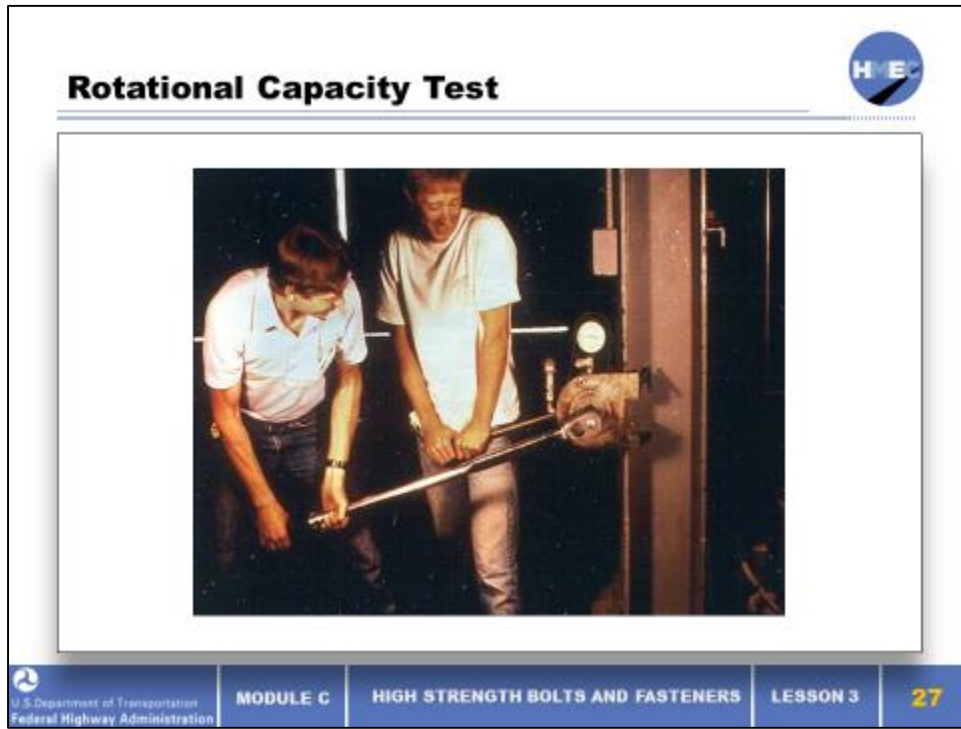 Rotational Capacity Test
HMEC
U.S.Department of Transportation
Federal Highway Administration
MODULE C
HIGH STRENGTH BOLTS AND FASTENERS
LESSON 3
27